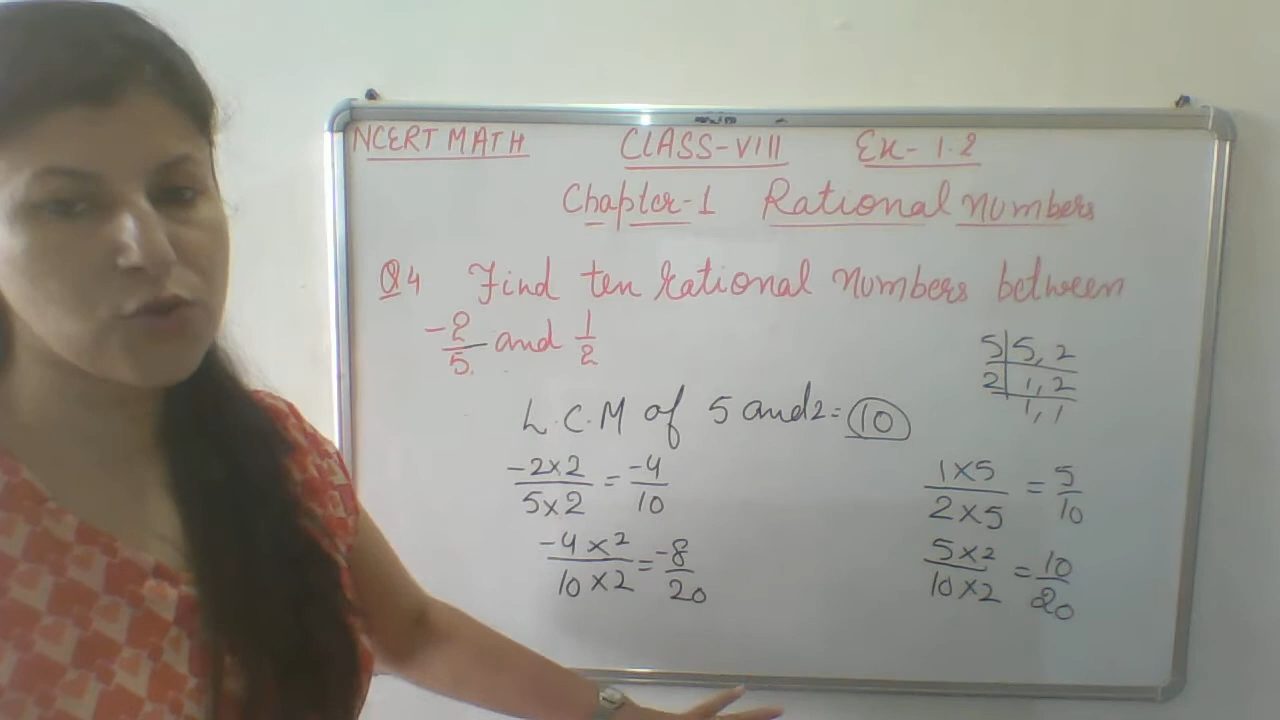 NCERT MATH CLASS-VIII Ex-1.2
Chapter-1 Rational Numbers
Q4 Find ten rational numbers between
-2/5 and 1/2
5 | 5, 2
2 | 1, 2
1, 1
L.C.M of 5 and 2 = 10
-2×2/5×2 = -4/10 1×5/2×5 = 5/10
-4×2/10×2 = -8/20 5×2/10×2 = 10/20